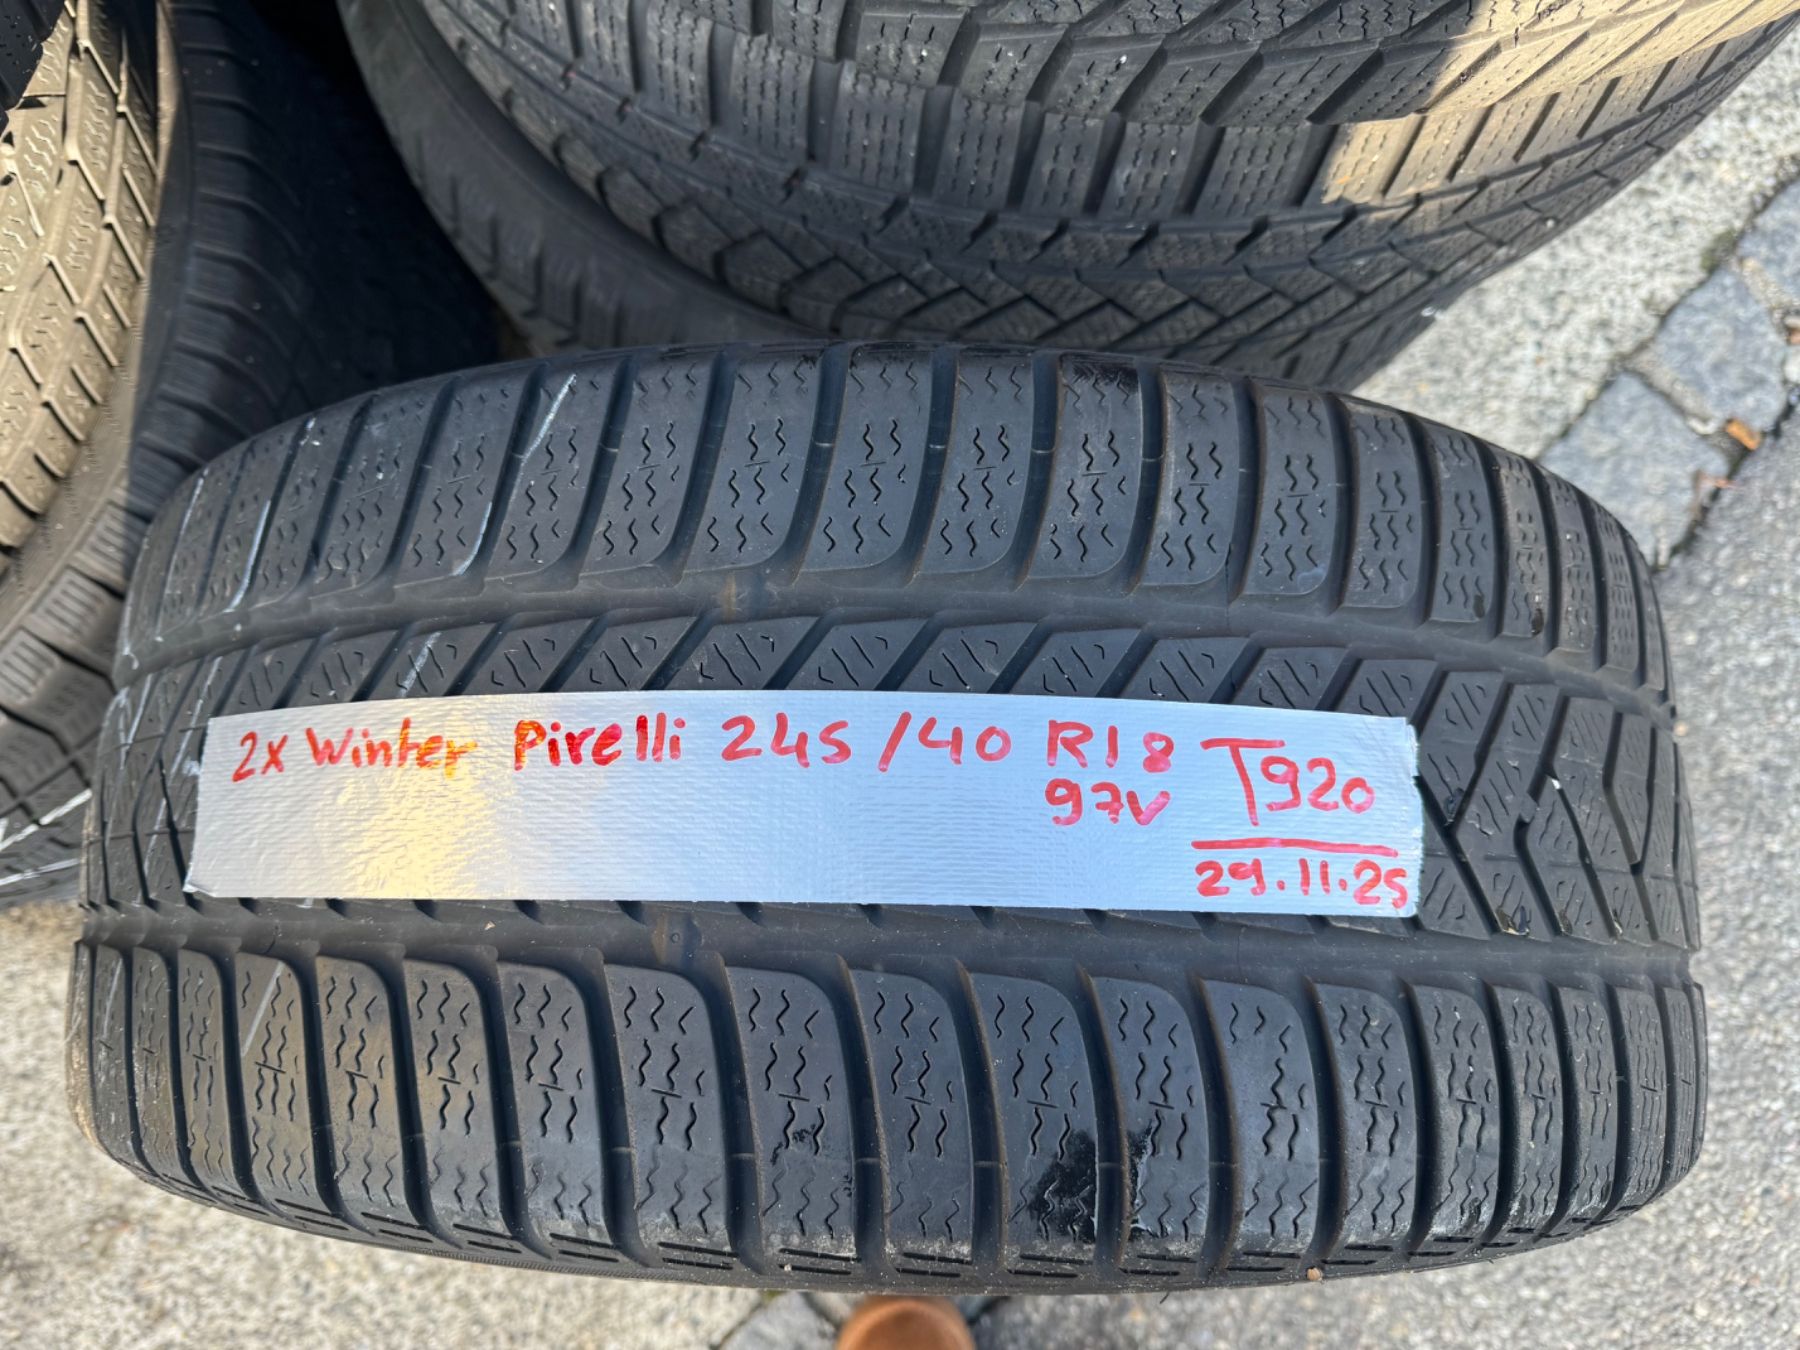 2x Winter Pirelli 245/40 R18
97V
T920
29.11.25